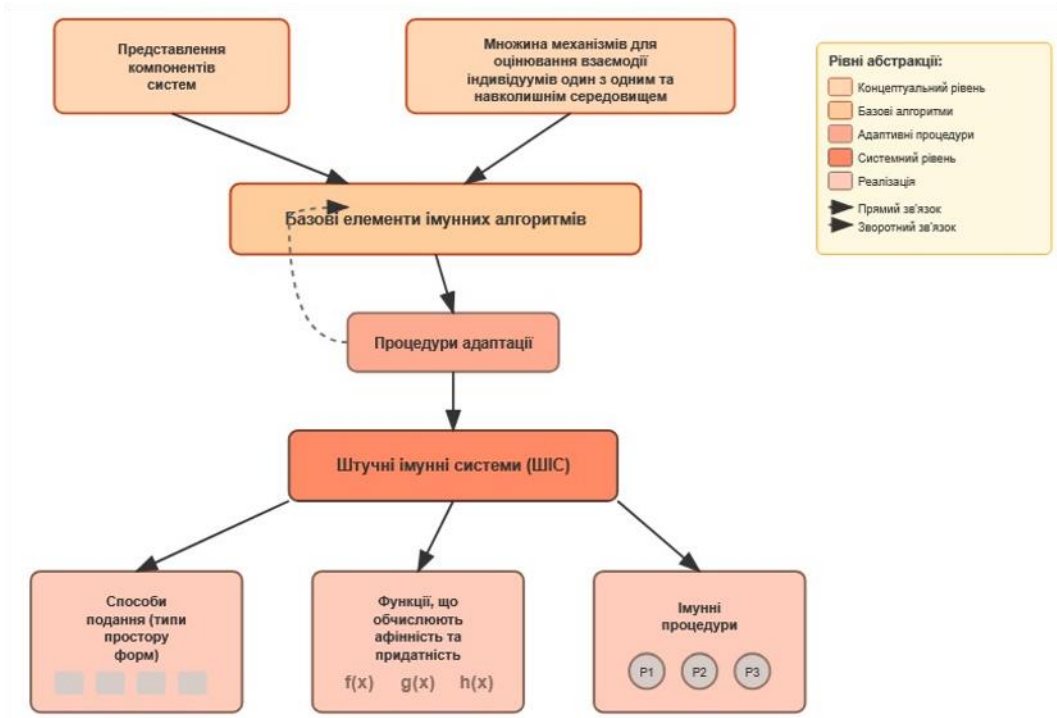 Представлення
компонентів
систем
Множина механізмів для
оцінювання взаємодії
індивідуумів один з одним та
навколишнім середовищем
Рівні абстракції:
Концептуальний рівень
Базові алгоритми
Адаптивні процедури
Системний рівень
Реалізація
Прямий зв'язок
Зворотний зв'язок
Базові елементи імунних алгоритмів
Процедури адаптації
Штучні імунні системи (ШІС)
Способи
подання (типи
простору
форм)
Функції, що
обчислюють
афінність та
придатність
f(x) g(x) h(x)
Імунні
процедури
P1 P2 P3